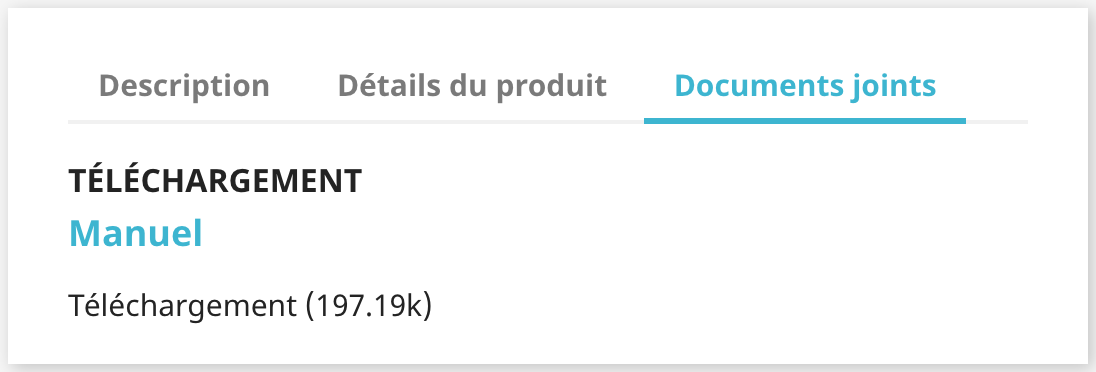 Description Détails du produit Documents joints
TÉLÉCHARGEMENT
Manuel
Téléchargement (197.19k)